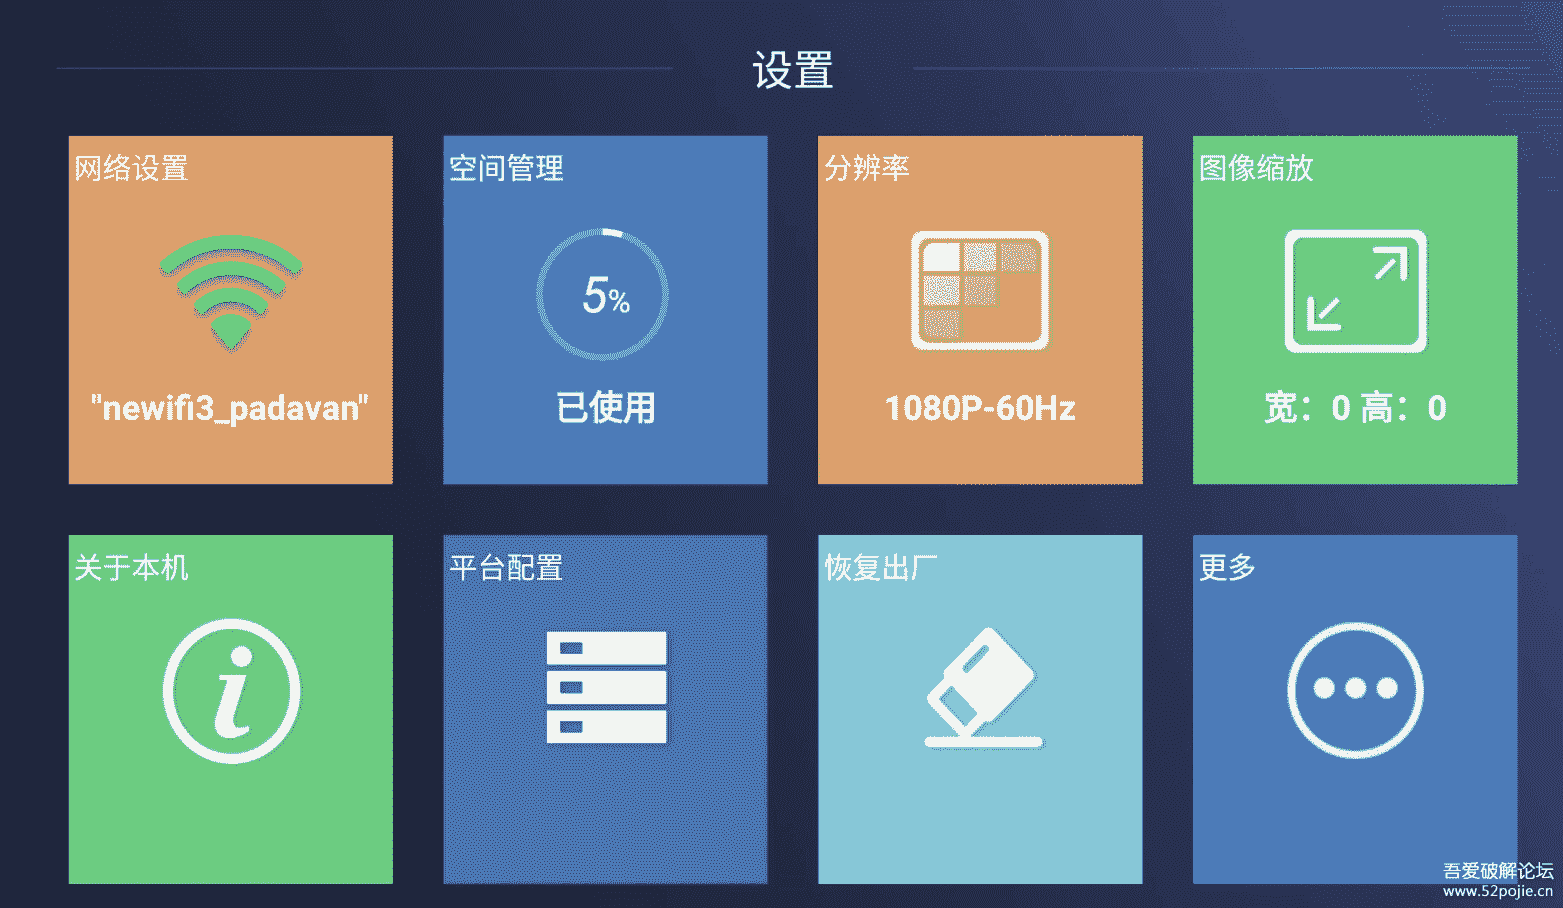 设置
网络设置
"newifi3_padavan"
空间管理
5%
已使用
分辨率
1080P-60Hz
图像缩放
宽：0 高：0
关于本机
i
平台配置
恢复出厂
更多
吾爱破解论坛
www.52pojie.cn